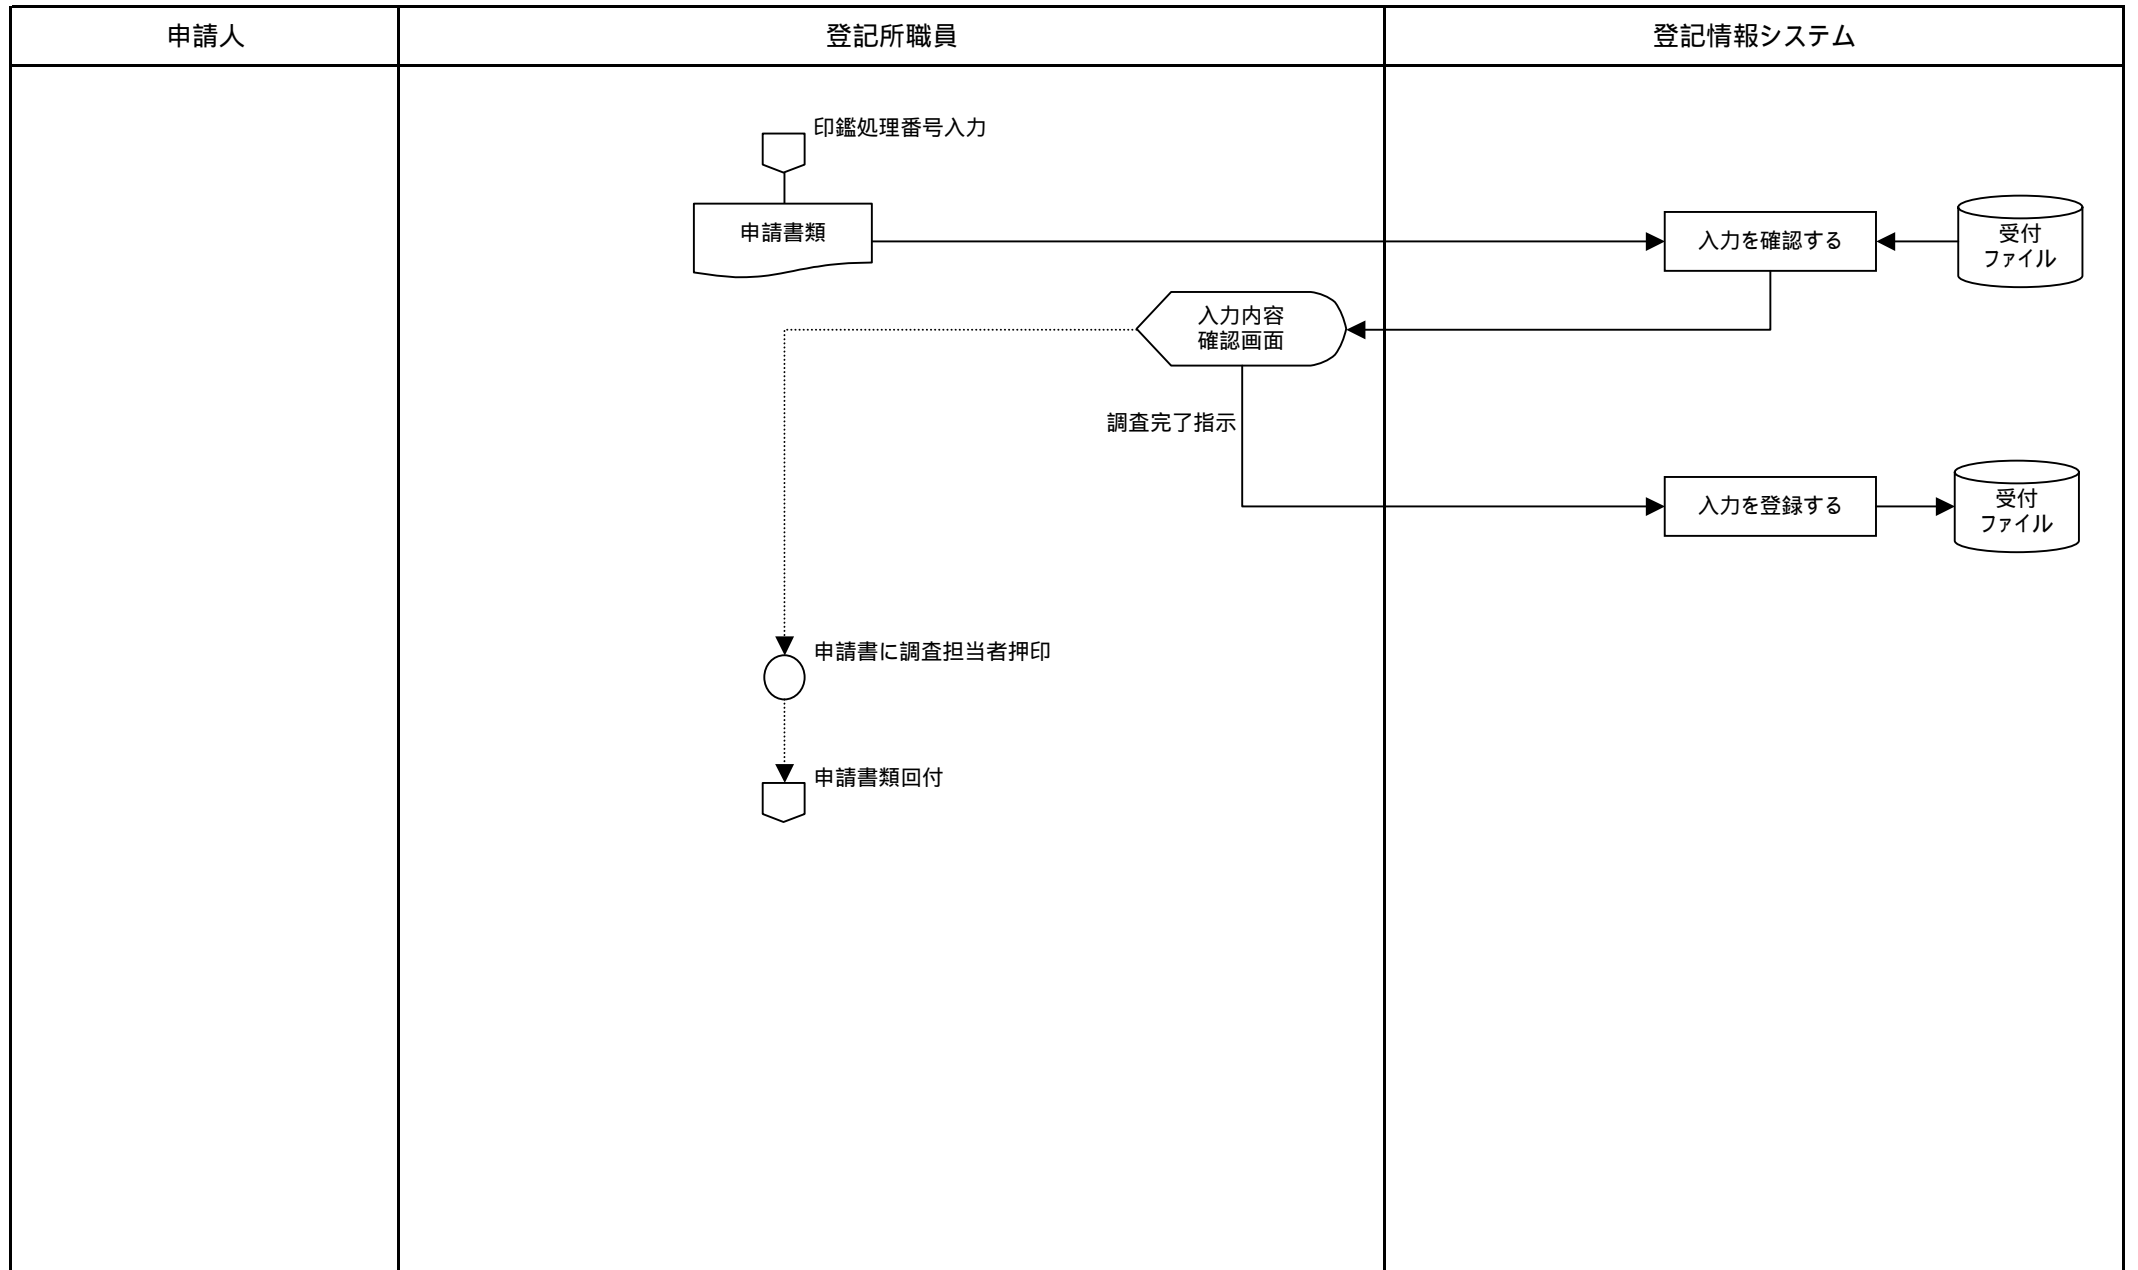 申請人
登記所職員
登記情報システム
印鑑処理番号入力
申請書類
入力を確認する
受付
ファイル
入力内容
確認画面
調査完了指示
入力を登録する
受付
ファイル
申請書に調査担当者押印
申請書類回付